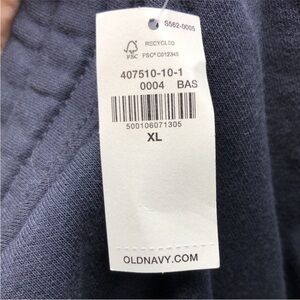 S562-0005
RECYCLED
FSC FSC® C012345
407510-10-1
0004 BAS
500106071305
XL
OLDNAVY.COM